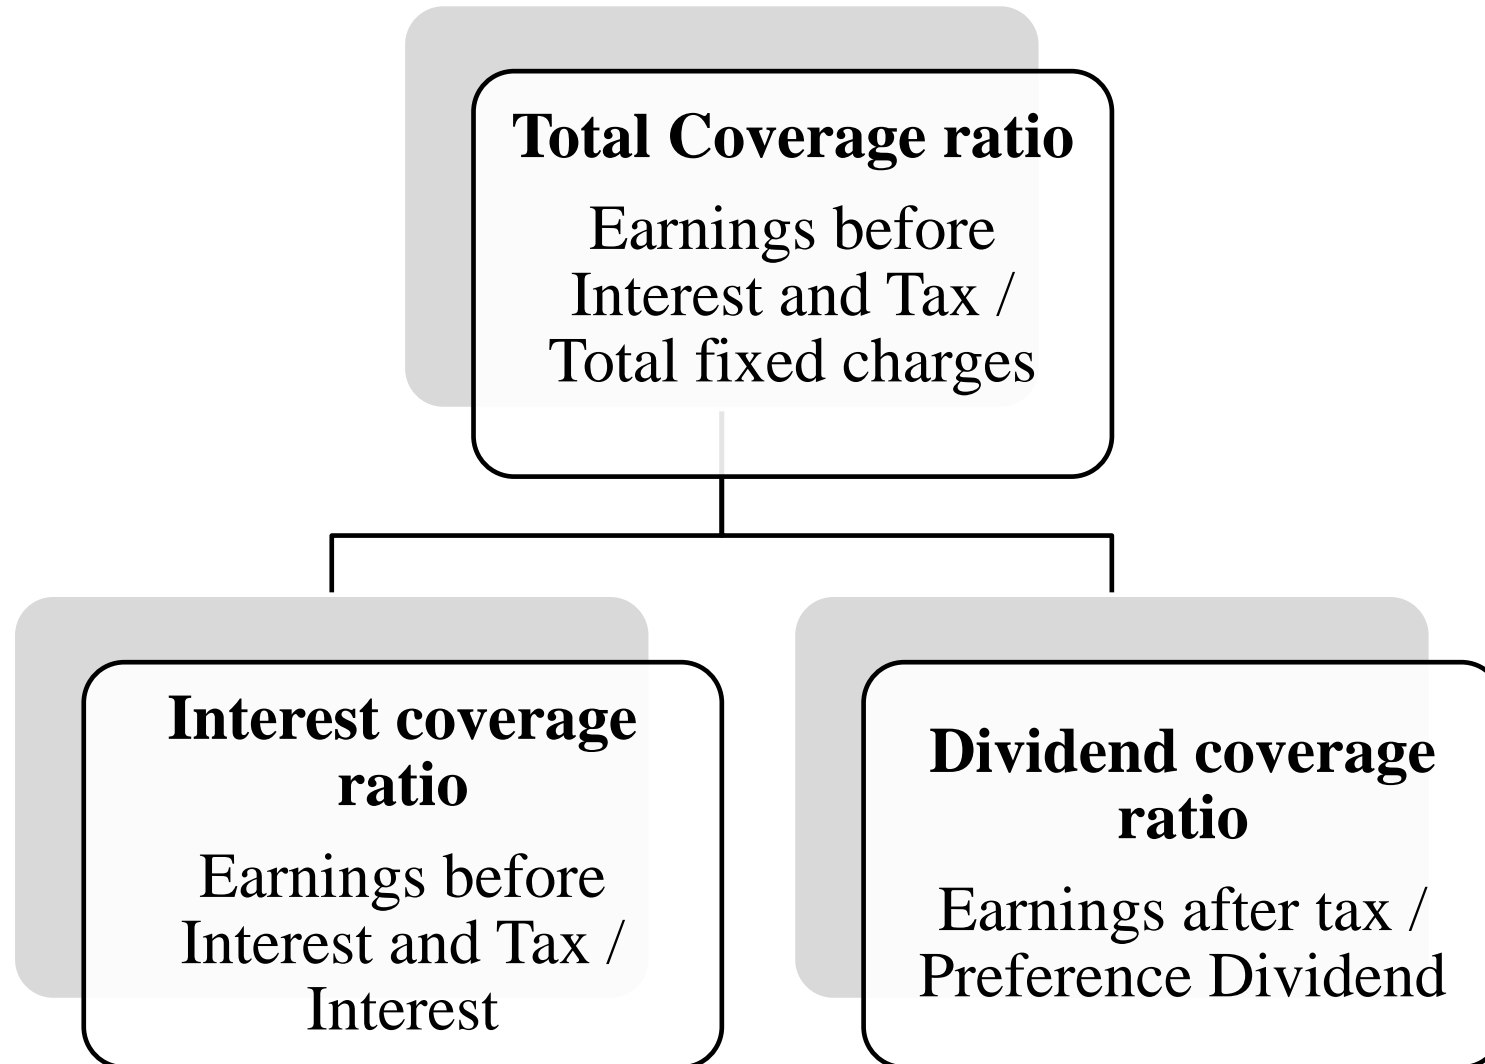 Total Coverage ratio
Earnings before
Interest and Tax /
Total fixed charges
Interest coverage
ratio
Earnings before
Interest and Tax /
Interest
Dividend coverage
ratio
Earnings after tax /
Preference Dividend